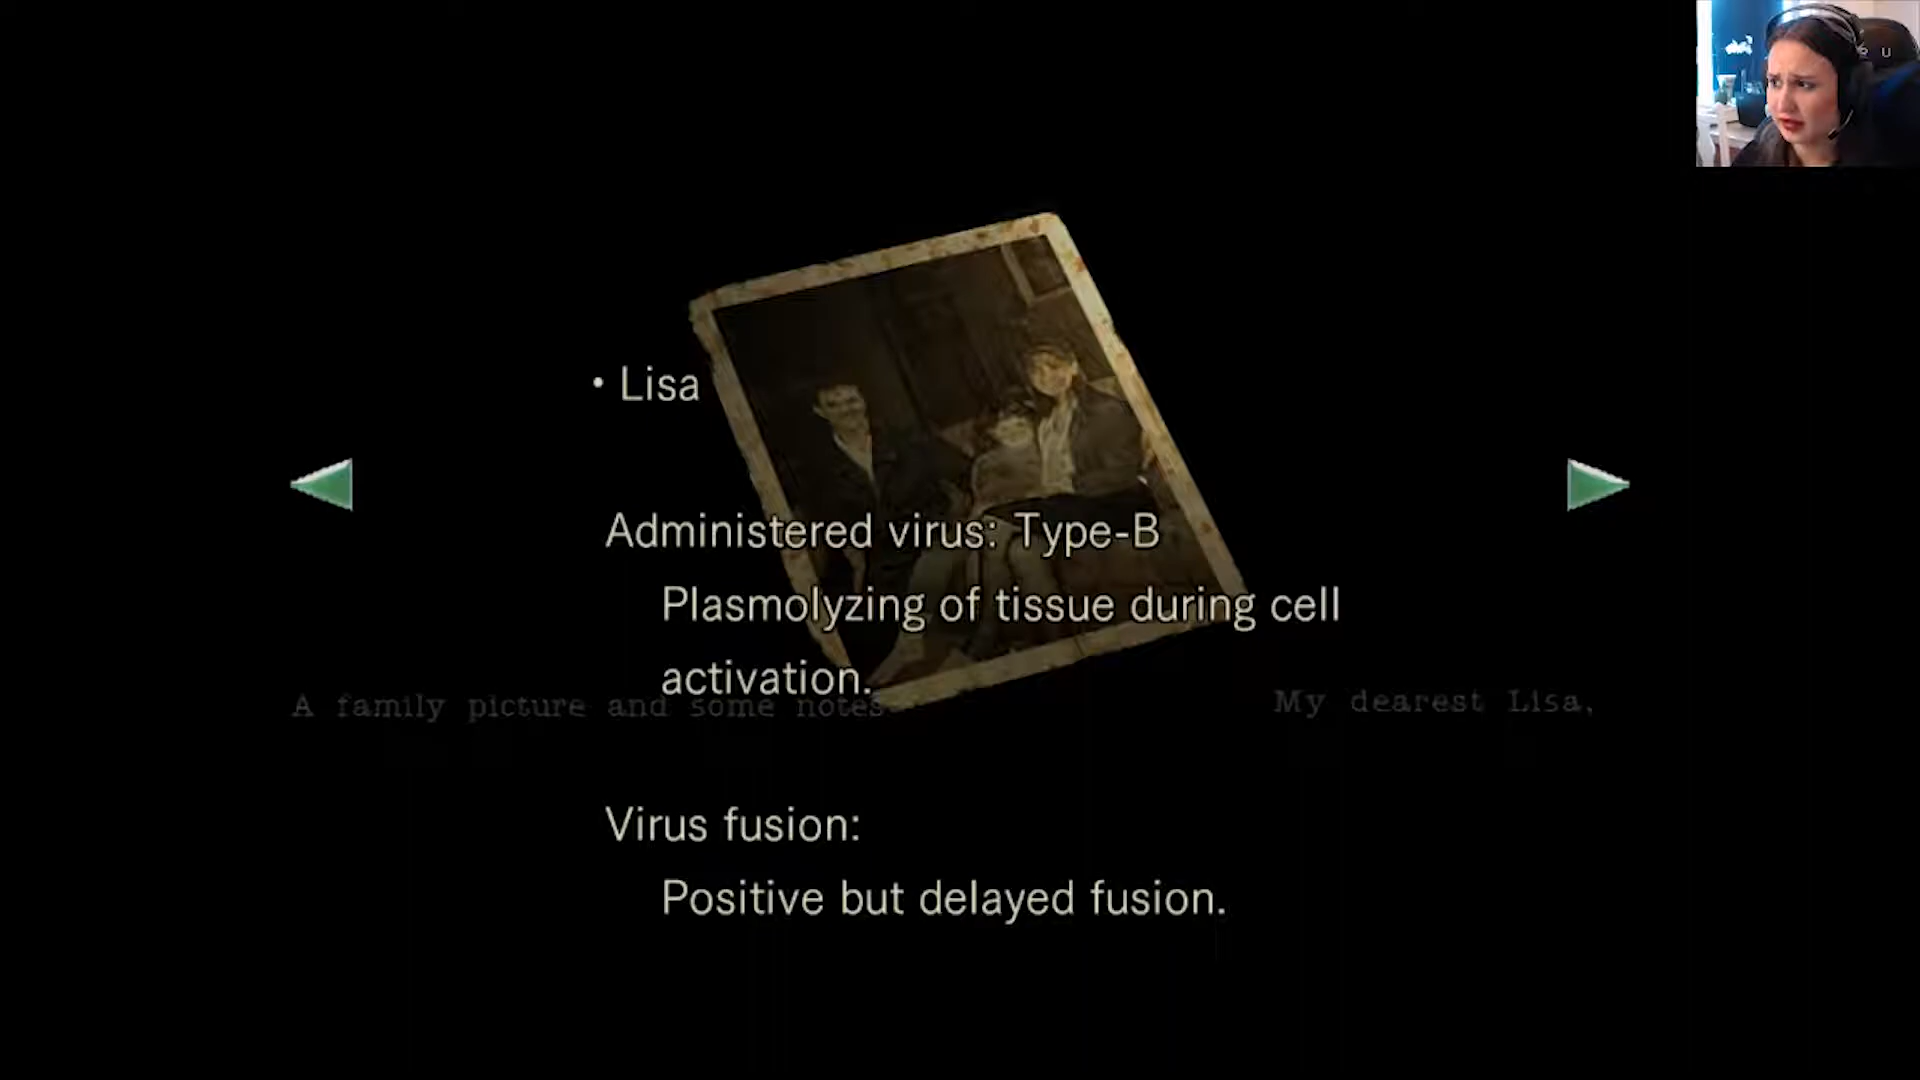 R U
• Lisa
Administered virus: Type-B
Plasmolyzing of tissue during cell
activation.
A family picture and some notes
My dearest Lisa,
Virus fusion:
Positive but delayed fusion.